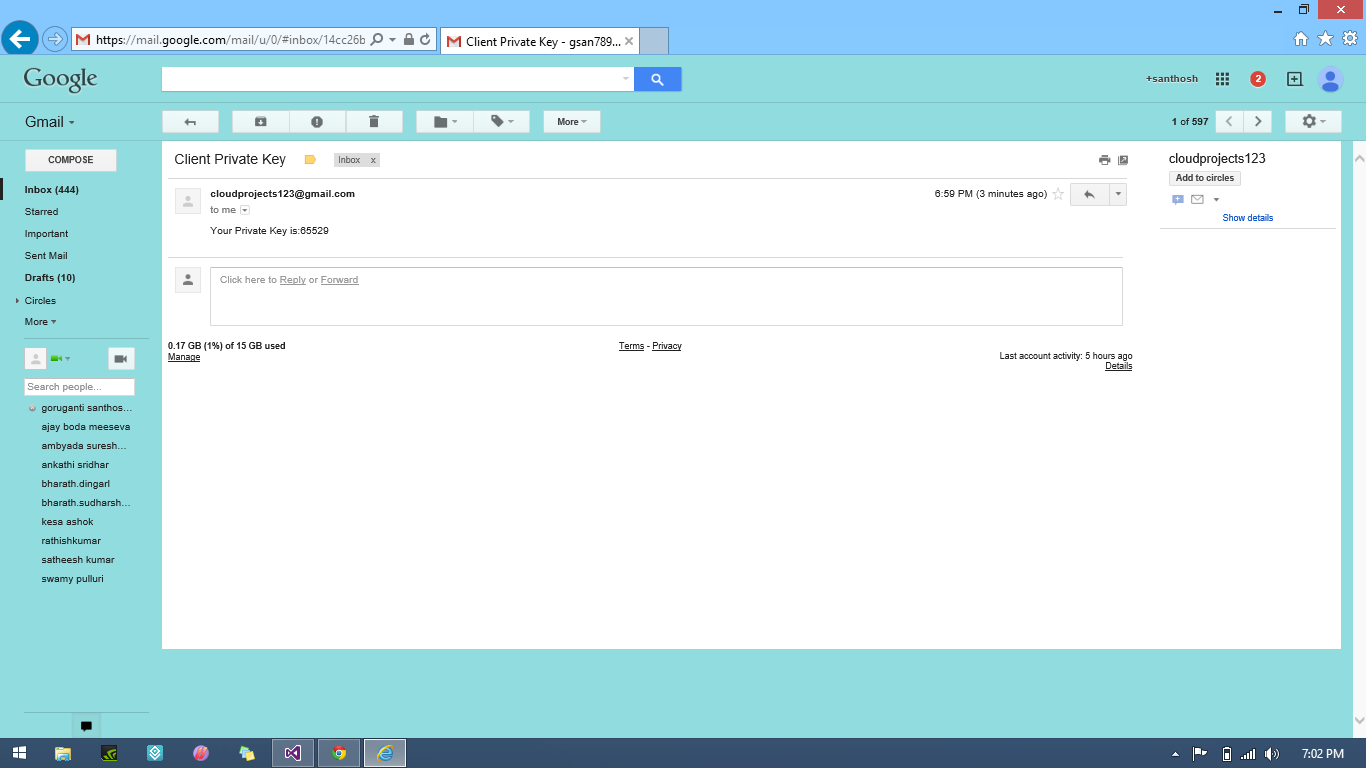 https://mail.google.com/mail/u/0/#inbox/14cc26b
Client Private Key - gsan789...
Google
+santhosh
2
Gmail
More
1 of 597
COMPOSE
Inbox (444)
Starred
Important
Sent Mail
Drafts (10)
Circles
More
Search people...
goruganti santhos...
ajay boda meeseva
ambyada suresh...
ankathi sridhar
bharath.dingarl
bharath.sudharsh...
kesa ashok
rathishkumar
satheesh kumar
swamy pulluri
Client Private Key
Inbox x
cloudprojects123@gmail.com
6:59 PM (3 minutes ago)
to me
Your Private Key is:65529
Click here to Reply or Forward
0.17 GB (1%) of 15 GB used
Manage
Terms - Privacy
Last account activity: 5 hours ago
Details
cloudprojects123
Add to circles
Show details
7:02 PM